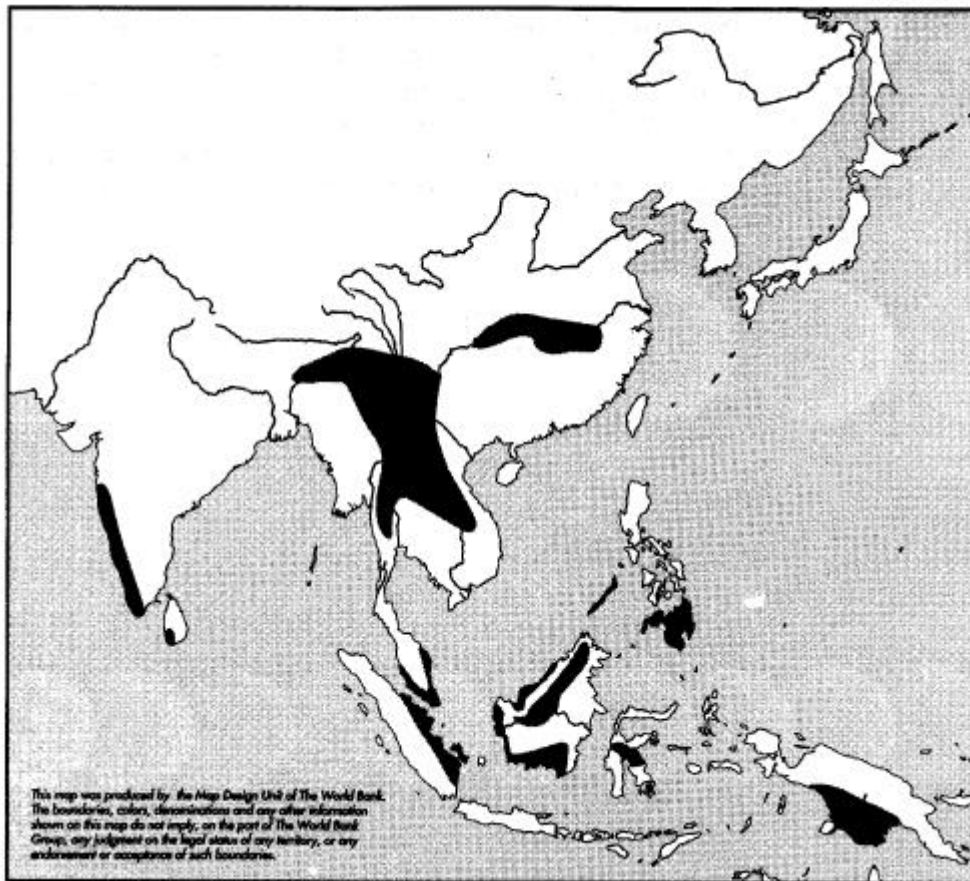 This map was produced by the Map Design Unit of The World Bank.
The boundaries, colors, denominations and any other information
shown on this map do not imply, on the part of The World Bank
Group, any judgment on the legal status of any territory, or any
endorsement or acceptance of such boundaries.